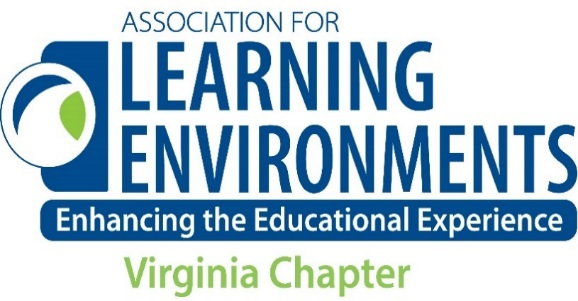 ASSOCIATION FOR
LEARNING
ENVIRONMENTS
Enhancing the Educational Experience
Virginia Chapter